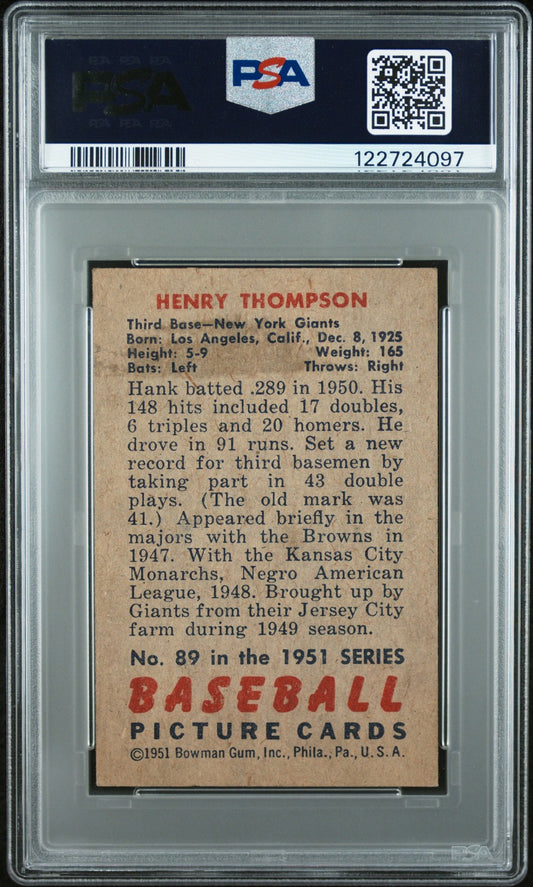 PSA
PSA
122724097
HENRY THOMPSON
Third Base—New York Giants
Born: Los Angeles, Calif., Dec. 8, 1925
Height: 5-9 Weight: 165
Bats: Left Throws: Right
Hank batted .289 in 1950. His
148 hits included 17 doubles,
6 triples and 20 homers. He
drove in 91 runs. Set a new
record for third basemen by
taking part in 43 double
plays. (The old mark was
41.) Appeared briefly in the
majors with the Browns in
1947. With the Kansas City
Monarchs, Negro American
League, 1948. Brought up by
Giants from their Jersey City
farm during 1949 season.
No. 89 in the 1951 SERIES
BASEBALL
PICTURE CARDS
©1951 Bowman Gum, Inc., Phila., Pa., U.S.A.
PSA